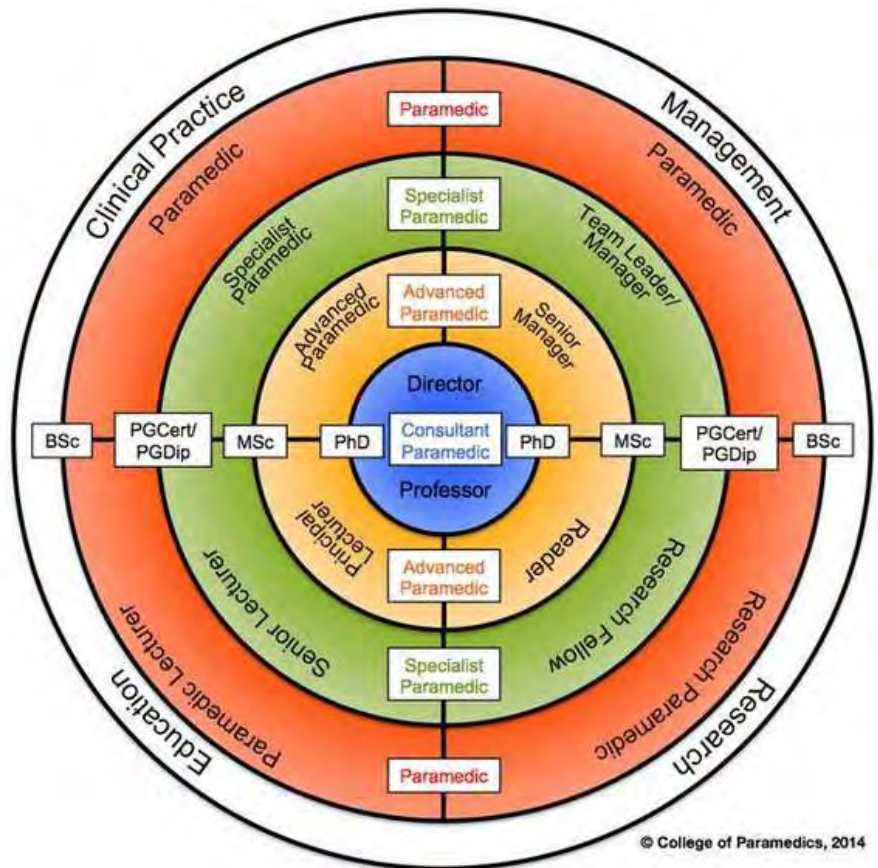 Clinical Practice
Management
Paramedic
Paramedic
Paramedic
Specialist
Paramedic
Specialist
Paramedic
Team Leader/
Manager
Advanced
Paramedic
Advanced
Paramedic
Senior
Manager
Director
BSc
PGCert/
PGDip
MSc
PhD
Consultant
Paramedic
PhD
MSc
PGCert/
PGDip
BSc
Professor
Principal
Lecturer
Reader
Advanced
Paramedic
Senior Lecturer
Research Fellow
Specialist
Paramedic
Paramedic Lecturer
Research Paramedic
Education
Research
Paramedic
© College of Paramedics, 2014